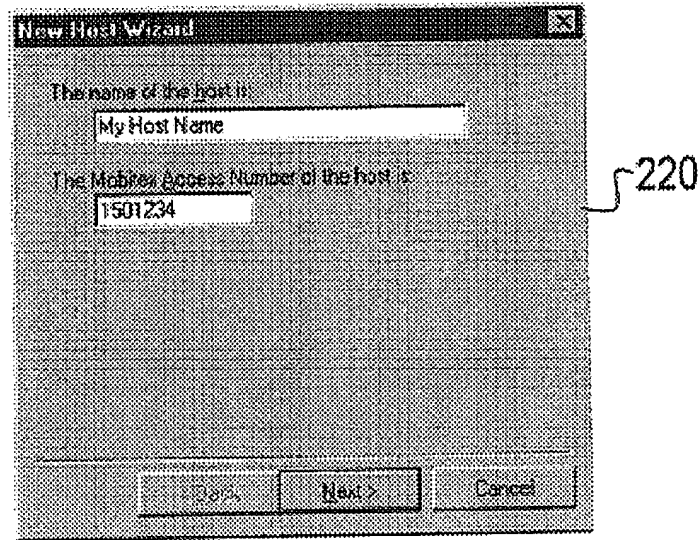 New Host Wizard
The name of the host is:
My Host Name
The Mobitex Access Number of the host is:
1501234
220
< Back
Next >
Cancel